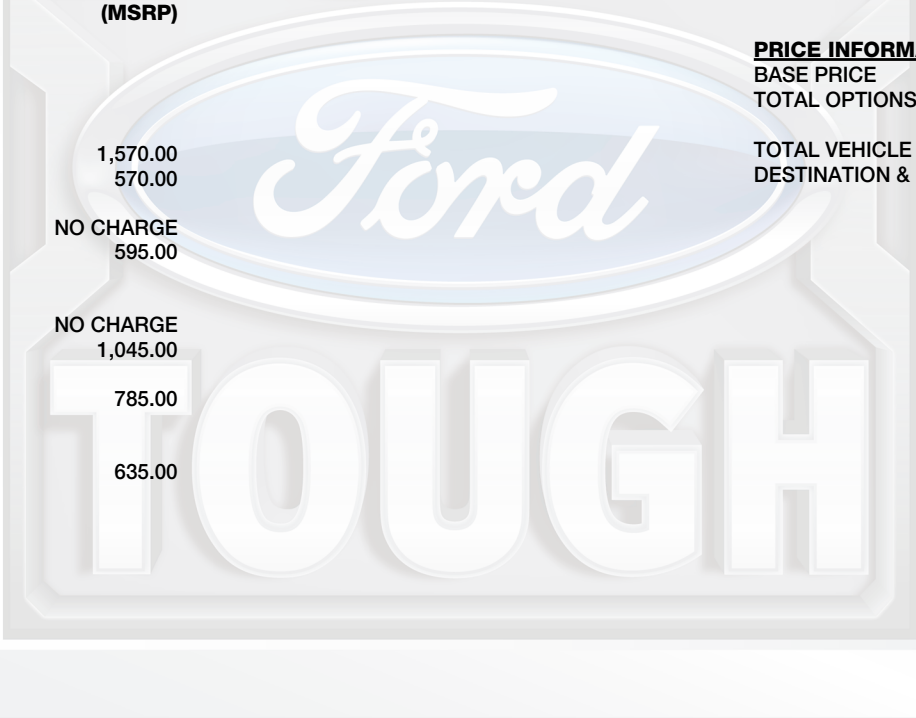 (MSRP)
1,570.00
570.00
NO CHARGE
595.00
NO CHARGE
1,045.00
785.00
635.00
PRICE INFORM
BASE PRICE
TOTAL OPTIONS
TOTAL VEHICLE
DESTINATION &
Ford
TOUGH